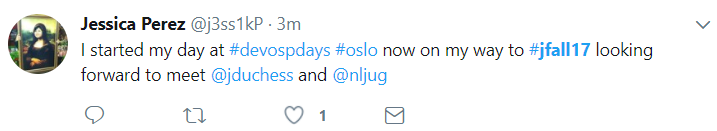 Jessica Perez @j3ss1kP · 3m
I started my day at #devospdays #oslo now on my way to #jfall17 looking
forward to meet @jduchess and @nljug
1